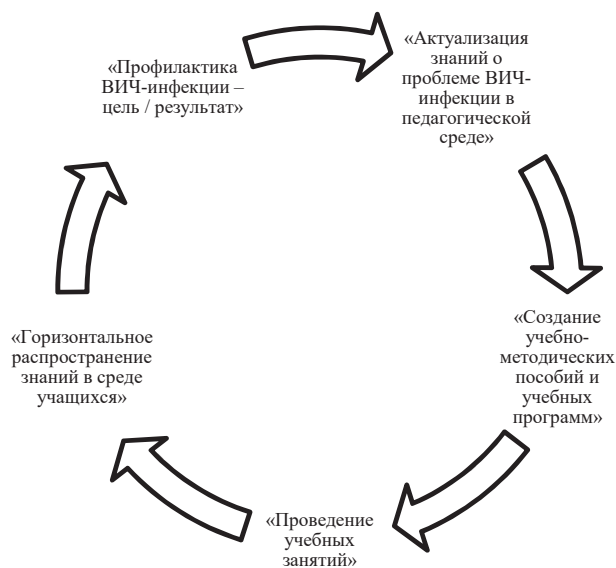 «Профилактика
ВИЧ-инфекции –
цель / результат»
«Актуализация
знаний о
проблеме ВИЧ-
инфекции в
педагогической
среде»
«Создание
учебно-
методических
пособий и
учебных
программ»
«Проведение
учебных
занятий»
«Горизонтальное
распространение
знаний в среде
учащихся»